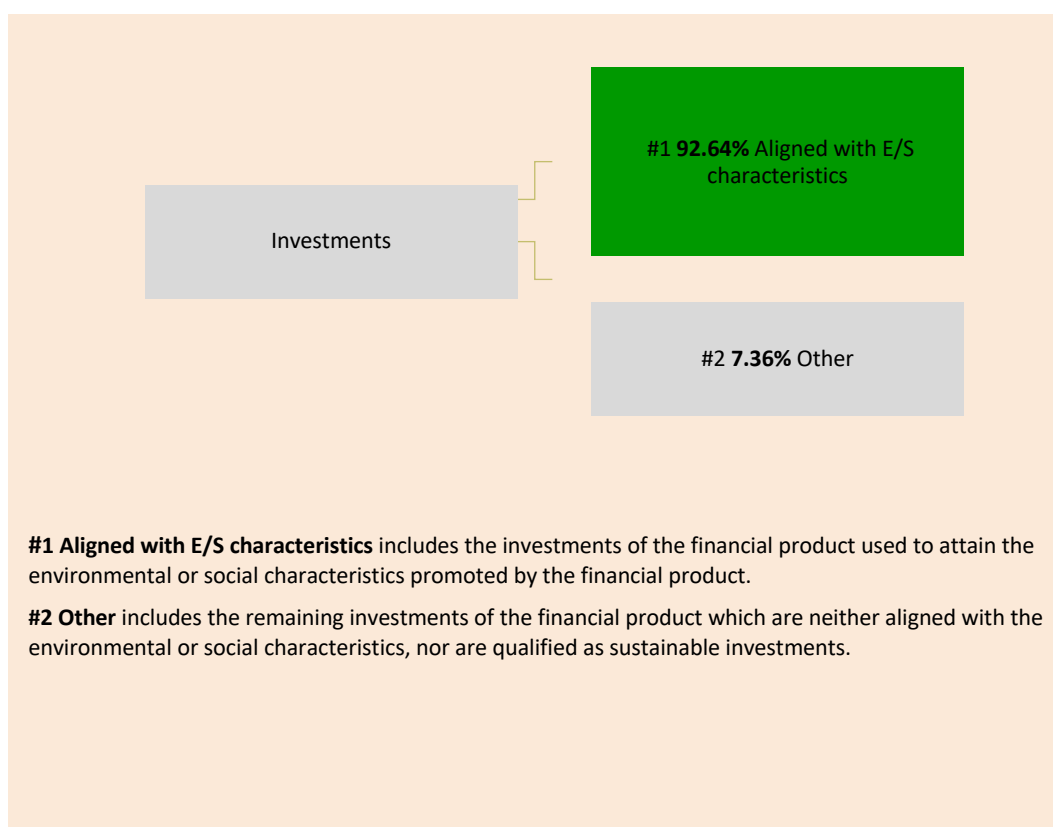 #1 92.64% Aligned with E/S
characteristics
Investments
#2 7.36% Other
#1 Aligned with E/S characteristics includes the investments of the financial product used to attain the
environmental or social characteristics promoted by the financial product.
#2 Other includes the remaining investments of the financial product which are neither aligned with the
environmental or social characteristics, nor are qualified as sustainable investments.